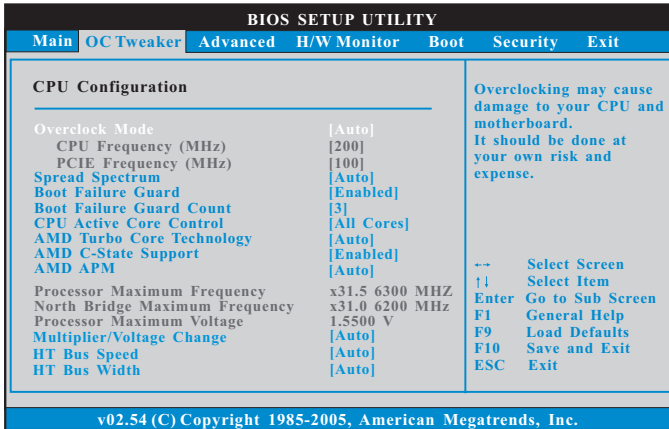 BIOS SETUP UTILITY
Main OC Tweaker Advanced H/W Monitor Boot Security Exit
CPU Configuration
Overclock Mode [Auto]
CPU Frequency (MHz) [200]
PCIE Frequency (MHz) [100]
Spread Spectrum [Auto]
Boot Failure Guard [Enabled]
Boot Failure Guard Count [3]
CPU Active Core Control [All Cores]
AMD Turbo Core Technology [Auto]
AMD C-State Support [Enabled]
AMD APM [Auto]
Processor Maximum Frequency x31.5 6300 MHZ
North Bridge Maximum Frequency x31.0 6200 MHz
Processor Maximum Voltage 1.5500 V
Multiplier/Voltage Change [Auto]
HT Bus Speed [Auto]
HT Bus Width [Auto]
Overclocking may cause
damage to your CPU and
motherboard.
It should be done at
your own risk and
expense.
←→ Select Screen
↑↓ Select Item
Enter Go to Sub Screen
F1 General Help
F9 Load Defaults
F10 Save and Exit
ESC Exit
v02.54 (C) Copyright 1985-2005, American Megatrends, Inc.